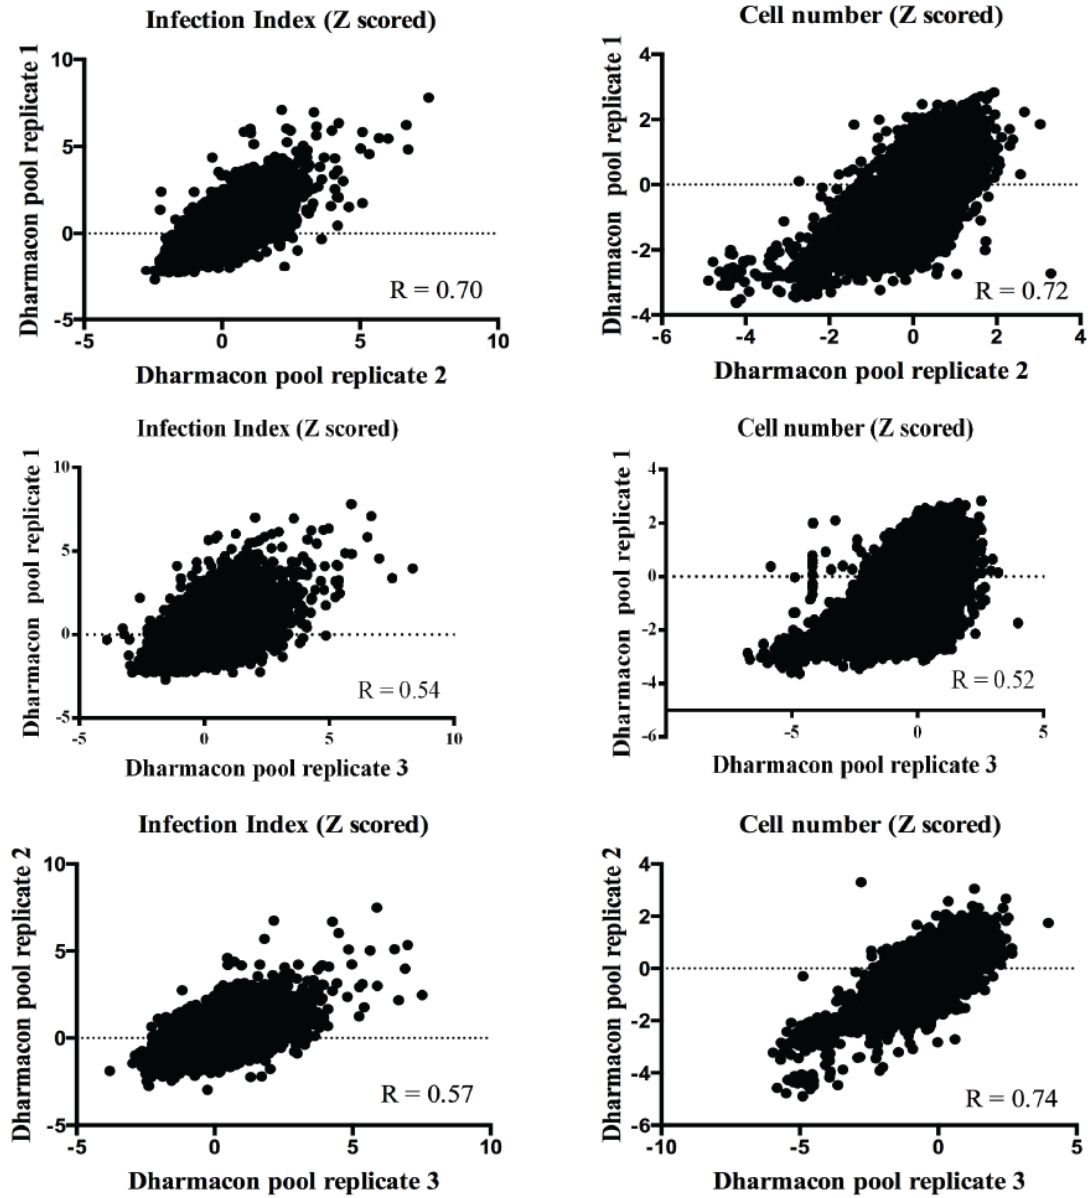 Infection Index (Z scored)
Dharmacon pool replicate 1
10
5
0
-5
-5
0
5
10
R = 0.70
Dharmacon pool replicate 2
Cell number (Z scored)
Dharmacon pool replicate 1
4
2
0
-2
-4
-6
-4
-2
0
2
4
R = 0.72
Dharmacon pool replicate 2
Infection Index (Z scored)
Dharmacon pool replicate 1
10
5
0
-5
-5
0
5
10
R = 0.54
Dharmacon pool replicate 3
Cell number (Z scored)
Dharmacon pool replicate 1
4
2
0
-2
-4
-6
-5
0
5
R = 0.52
Dharmacon pool replicate 3
Infection Index (Z scored)
Dharmacon pool replicate 2
10
5
0
-5
-5
0
5
10
R = 0.57
Dharmacon pool replicate 3
Cell number (Z scored)
Dharmacon pool replicate 2
4
2
0
-2
-4
-6
-10
-5
0
5
R = 0.74
Dharmacon pool replicate 3